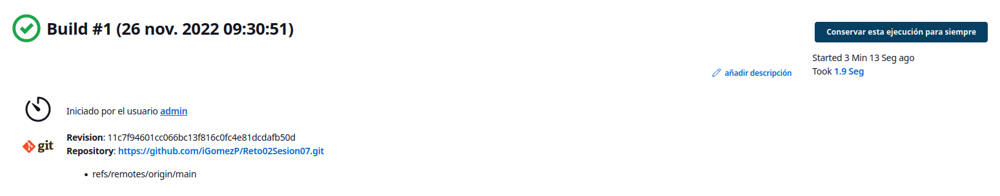 Build #1 (26 nov. 2022 09:30:51)
Conservar esta ejecución para siempre
Started 3 Min 13 Seg ago
añadir descripción
Took 1.9 Seg
Iniciado por el usuario admin
git
Revision: 11c7f94601cc066bc13f816c0fc4e81dcdafb50d
Repository: https://github.com/iGomezP/Reto02Sesion07.git
• refs/remotes/origin/main